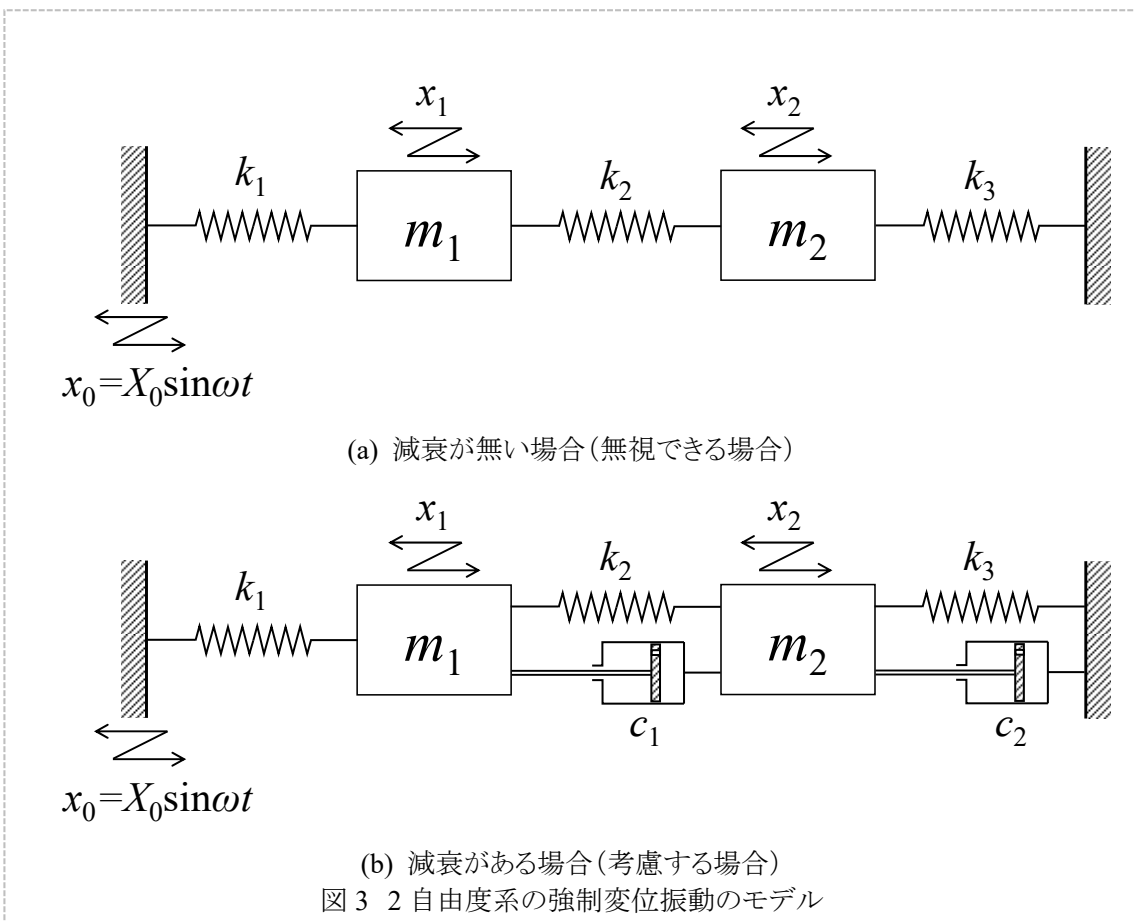 x₁ x₂
k₁ k₂ k₃
m₁ m₂
x₀=X₀sinωt
(a) 減衰が無い場合(無視できる場合)
x₁ x₂
k₁ k₂ k₃
m₁ m₂
c₁ c₂
x₀=X₀sinωt
(b) 減衰がある場合(考慮する場合)
図 3 2 自由度系の強制変位振動のモデル